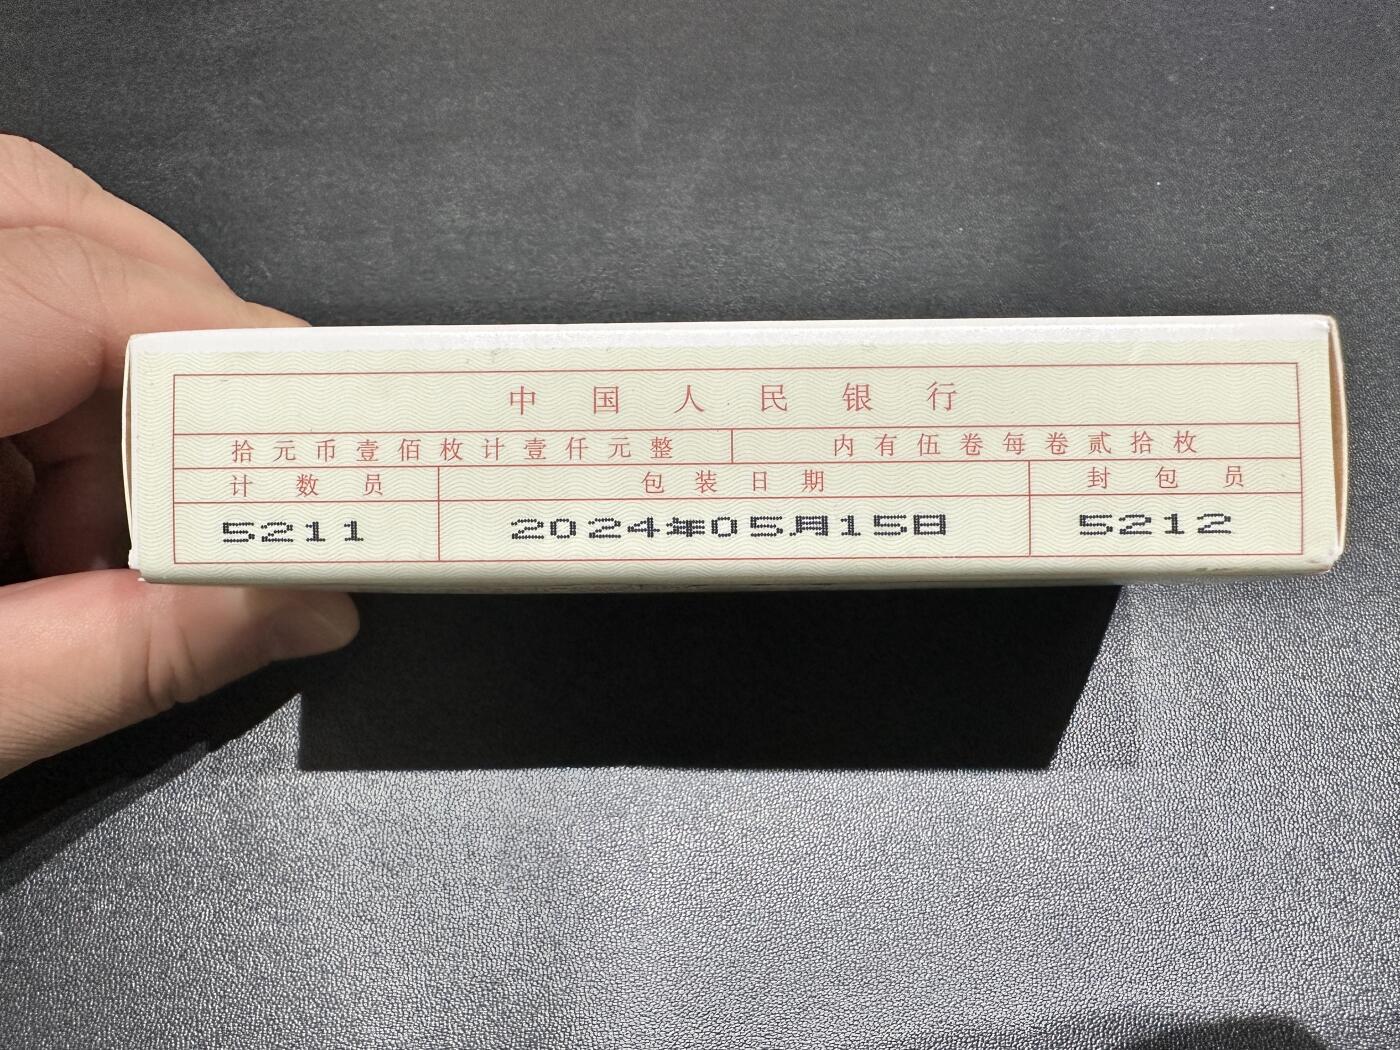 中国人民银行
拾元币壹佰枚计壹仟元整 内有伍卷每卷贰拾枚
计数员 包装日期 封包员
5211 2024年05月15日 5212